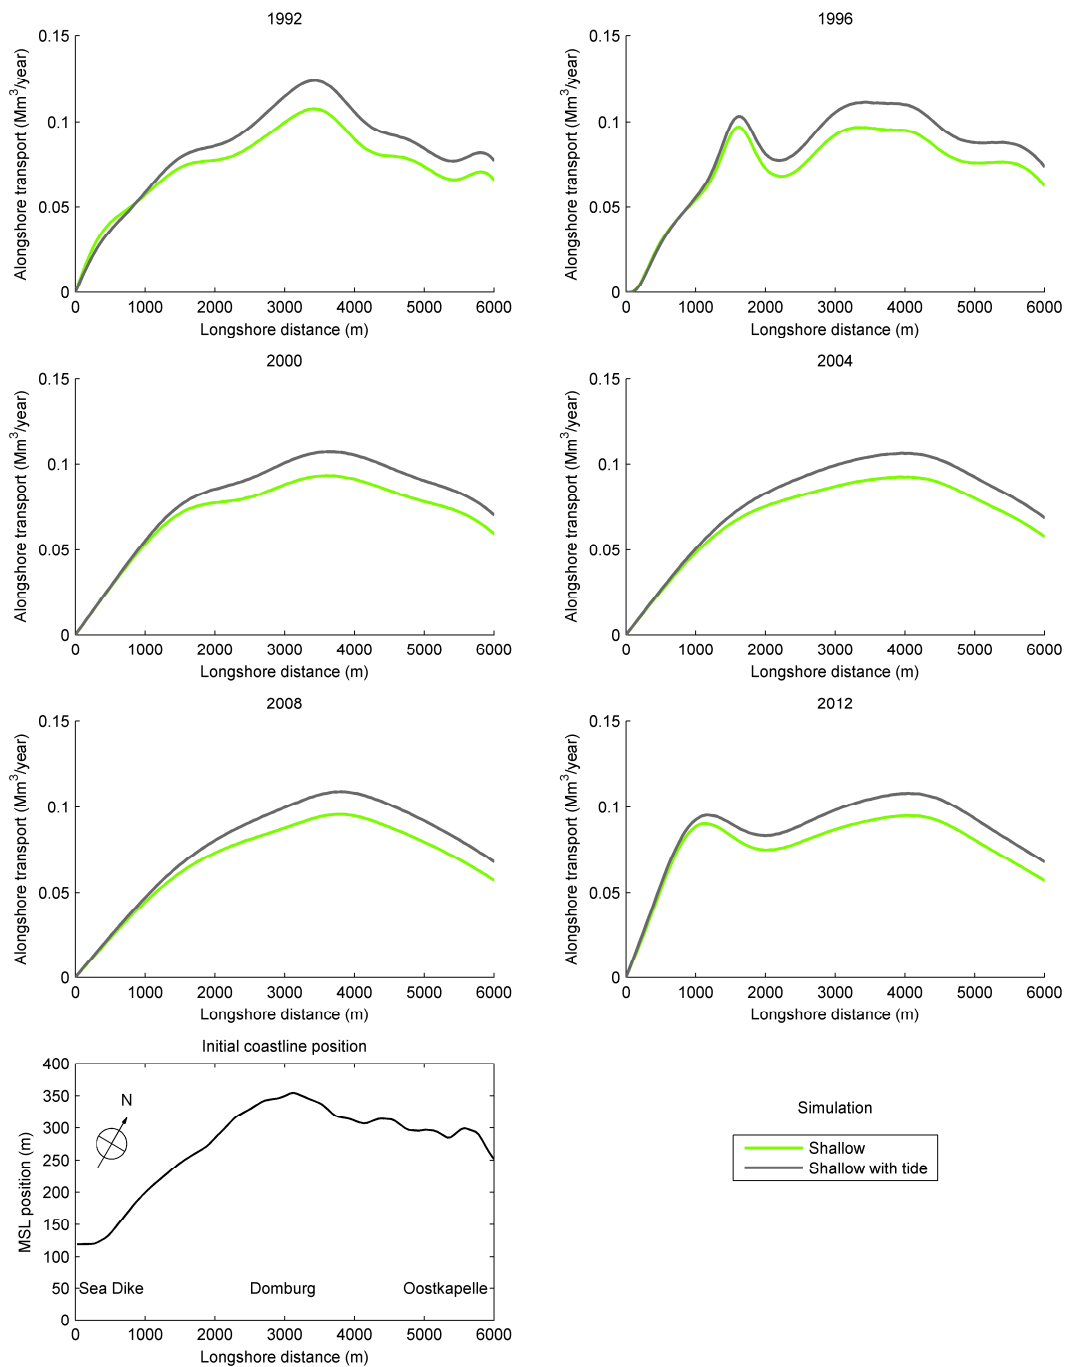 1992
Alongshore transport (Mm³/year)
0.15
0.1
0.05
0
0 1000 2000 3000 4000 5000 6000
Longshore distance (m)
1996
Alongshore transport (Mm³/year)
0.15
0.1
0.05
0
0 1000 2000 3000 4000 5000 6000
Longshore distance (m)
2000
Alongshore transport (Mm³/year)
0.15
0.1
0.05
0
0 1000 2000 3000 4000 5000 6000
Longshore distance (m)
2004
Alongshore transport (Mm³/year)
0.15
0.1
0.05
0
0 1000 2000 3000 4000 5000 6000
Longshore distance (m)
2008
Alongshore transport (Mm³/year)
0.15
0.1
0.05
0
0 1000 2000 3000 4000 5000 6000
Longshore distance (m)
2012
Alongshore transport (Mm³/year)
0.15
0.1
0.05
0
0 1000 2000 3000 4000 5000 6000
Longshore distance (m)
Initial coastline position
MSL position (m)
400
350
300
250
200
150
100
50
0
N
Sea Dike Domburg Oostkapelle
0 1000 2000 3000 4000 5000 6000
Longshore distance (m)
Simulation
Shallow
Shallow with tide